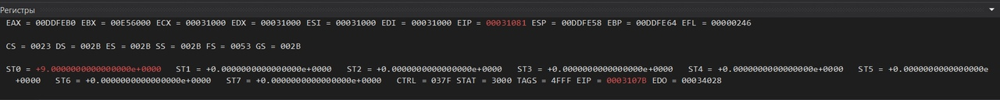 Регистры
EAX = 00DDFEB0 EBX = 00E56000 ECX = 00031000 EDX = 00031000 ESI = 00031000 EDI = 00031000 EIP = 00031081 ESP = 00DDFE58 EBP = 00DDFE64 EFL = 00000246
CS = 0023 DS = 002B ES = 002B SS = 002B FS = 0053 GS = 002B
ST0 = +9.0000000000000000e+0000 ST1 = +0.0000000000000000e+0000 ST2 = +0.0000000000000000e+0000 ST3 = +0.0000000000000000e+0000 ST4 = +0.0000000000000000e+0000 ST5 = +0.0000000000000000e
+0000 ST6 = +0.0000000000000000e+0000 ST7 = +0.0000000000000000e+0000 CTRL = 037F STAT = 3000 TAGS = 4FFF EIP = 0003107B EDO = 00034028